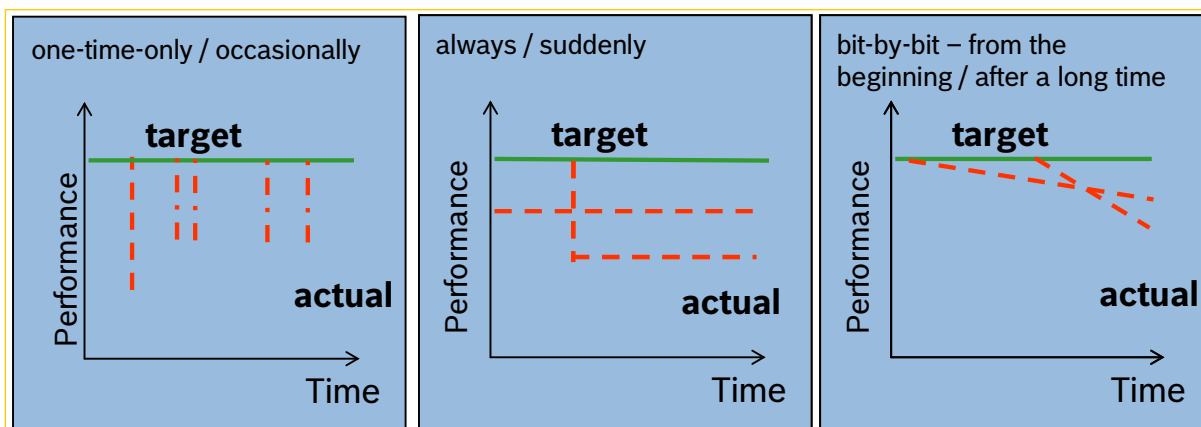 one-time-only / occasionally
target
Performance
actual
Time
always / suddenly
target
Performance
actual
Time
bit-by-bit – from the
beginning / after a long time
target
Performance
actual
Time